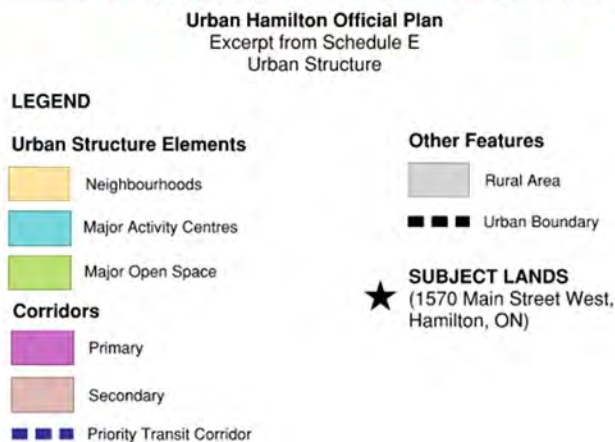 Urban Hamilton Official Plan
Excerpt from Schedule E
Urban Structure
LEGEND
Urban Structure Elements
Neighbourhoods
Major Activity Centres
Major Open Space
Corridors
Primary
Secondary
Priority Transit Corridor
Other Features
Rural Area
Urban Boundary
SUBJECT LANDS
(1570 Main Street West,
Hamilton, ON)